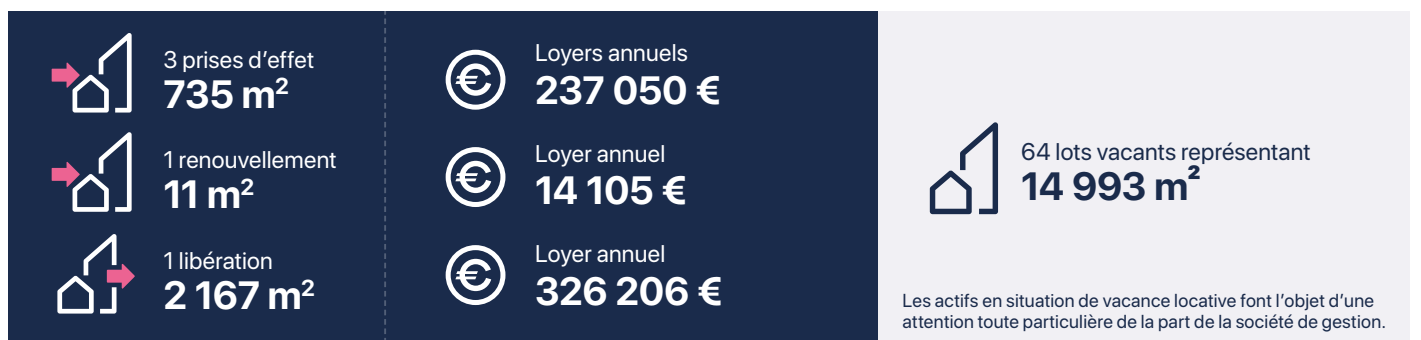 3 prises d'effet
735 m²
Loyers annuels
237 050 €
1 renouvellement
11 m²
Loyer annuel
14 105 €
1 libération
2 167 m²
Loyer annuel
326 206 €
64 lots vacants représentant
14 993 m²
Les actifs en situation de vacance locative font l'objet d'une
attention toute particulière de la part de la société de gestion.